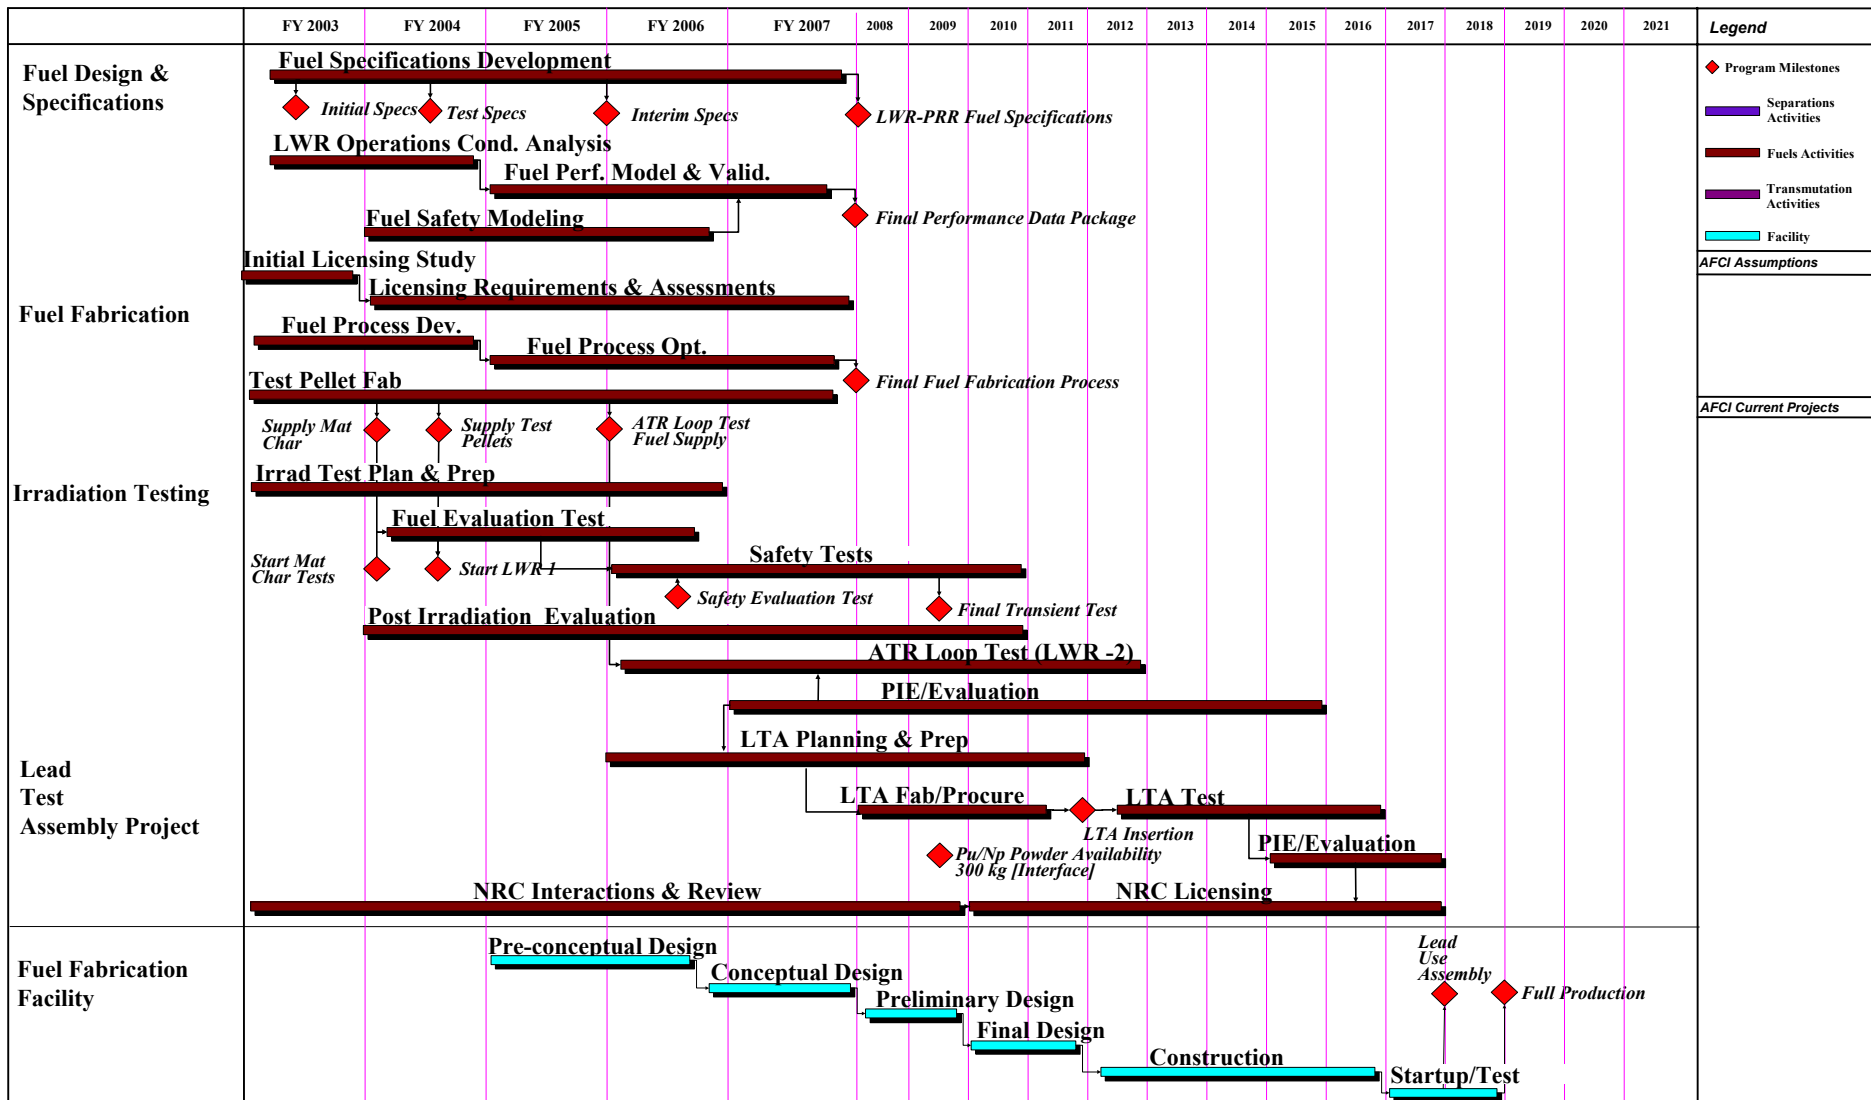 FY 2003 FY 2004 FY 2005 FY 2006 FY 2007 2008 2009 2010 2011 2012 2013 2014 2015 2016 2017 2018 2019 2020 2021
Legend
Fuel Design &
Specifications
Fuel Specifications Development
Initial Specs
Test Specs
Interim Specs
LWR-PRR Fuel Specifications
LWR Operations Cond. Analysis
Fuel Perf. Model & Valid.
Final Performance Data Package
Fuel Safety Modeling
Initial Licensing Study
Licensing Requirements & Assessments
Fuel Fabrication
Fuel Process Dev.
Fuel Process Opt.
Final Fuel Fabrication Process
Test Pellet Fab
Supply Mat
Char
Supply Test
Pellets
ATR Loop Test
Fuel Supply
Irradiation Testing
Irrad Test Plan & Prep
Fuel Evaluation Test
Start Mat
Char Tests
Start LWR 1
Safety Tests
Safety Evaluation Test
Final Transient Test
Post Irradiation Evaluation
ATR Loop Test (LWR -2)
PIE/Evaluation
Lead
Test
Assembly Project
LTA Planning & Prep
LTA Fab/Procure
LTA Insertion
LTA Test
Pu/Np Powder Availability
300 kg [Interface]
PIE/Evaluation
NRC Interactions & Review
NRC Licensing
Fuel Fabrication
Facility
Pre-conceptual Design
Conceptual Design
Preliminary Design
Final Design
Construction
Startup/Test
Lead
Use
Assembly
Full Production
Program Milestones
Separations
Activities
Fuels Activities
Transmutation
Activities
Facility
AFCI Assumptions
AFCI Current Projects